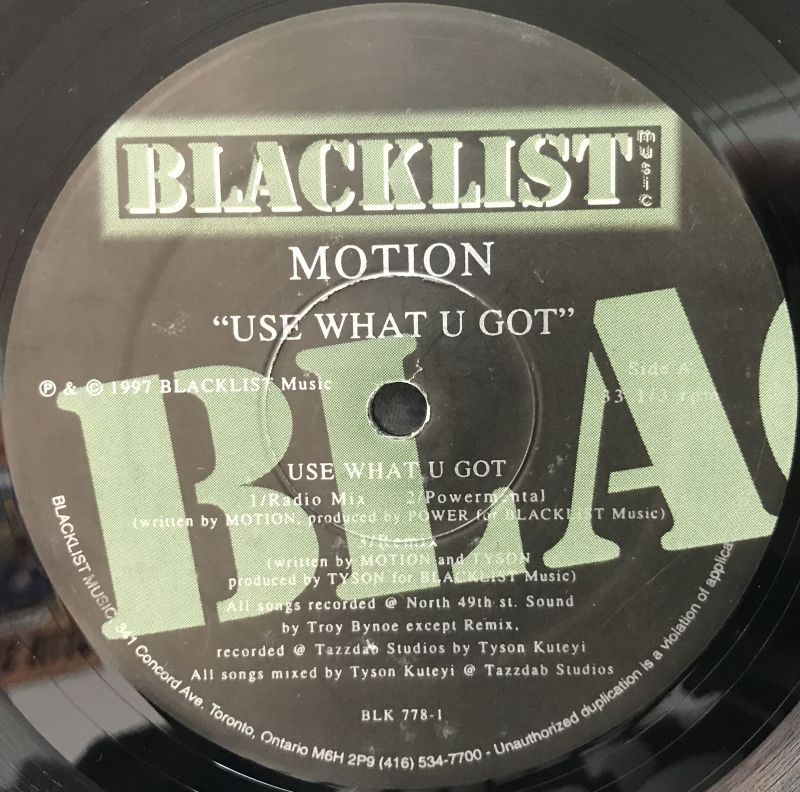 BLACKLIST music
MOTION
“USE WHAT U GOT”
℗ & © 1997 BLACKLIST Music
Side A
33 1/3 rpm
BLA
USE WHAT U GOT
1/Radio Mix 2/Powermental
(written by MOTION, produced by POWER for BLACKLIST Music)
3/Remix
(written by MOTION and TYSON
produced by TYSON for BLACKLIST Music)
All songs recorded @ North 49th st. Sound
by Troy Bynoe except Remix,
recorded @ Tazzdab Studios by Tyson Kuteyi
All songs mixed by Tyson Kuteyi @ Tazzdab Studios
BLK 778-1
BLACKLIST MUSIC, 341 Concord Ave. Toronto, Ontario M6H 2P9 (416) 534-7700 - Unauthorized duplication is a violation of